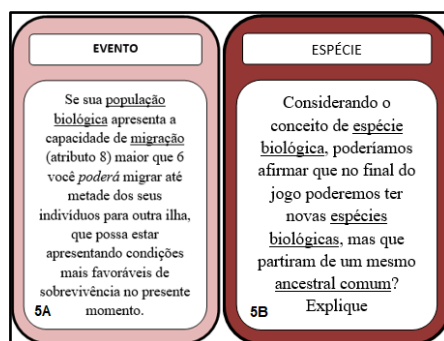 EVENTO
Se sua população
biológica apresenta a
capacidade de migração
(atributo 8) maior que 6
você poderá migrar até
metade dos seus
indivíduos para outra ilha,
que possa estar
apresentando condições
mais favoráveis de
sobrevivência no presente
momento.
5A
ESPÉCIE
Considerando o
conceito de espécie
biológica, poderíamos
afirmar que no final do
jogo poderemos ter
novas espécies
biológicas, mas que
partiram de um mesmo
ancestral comum?
Explique
5B